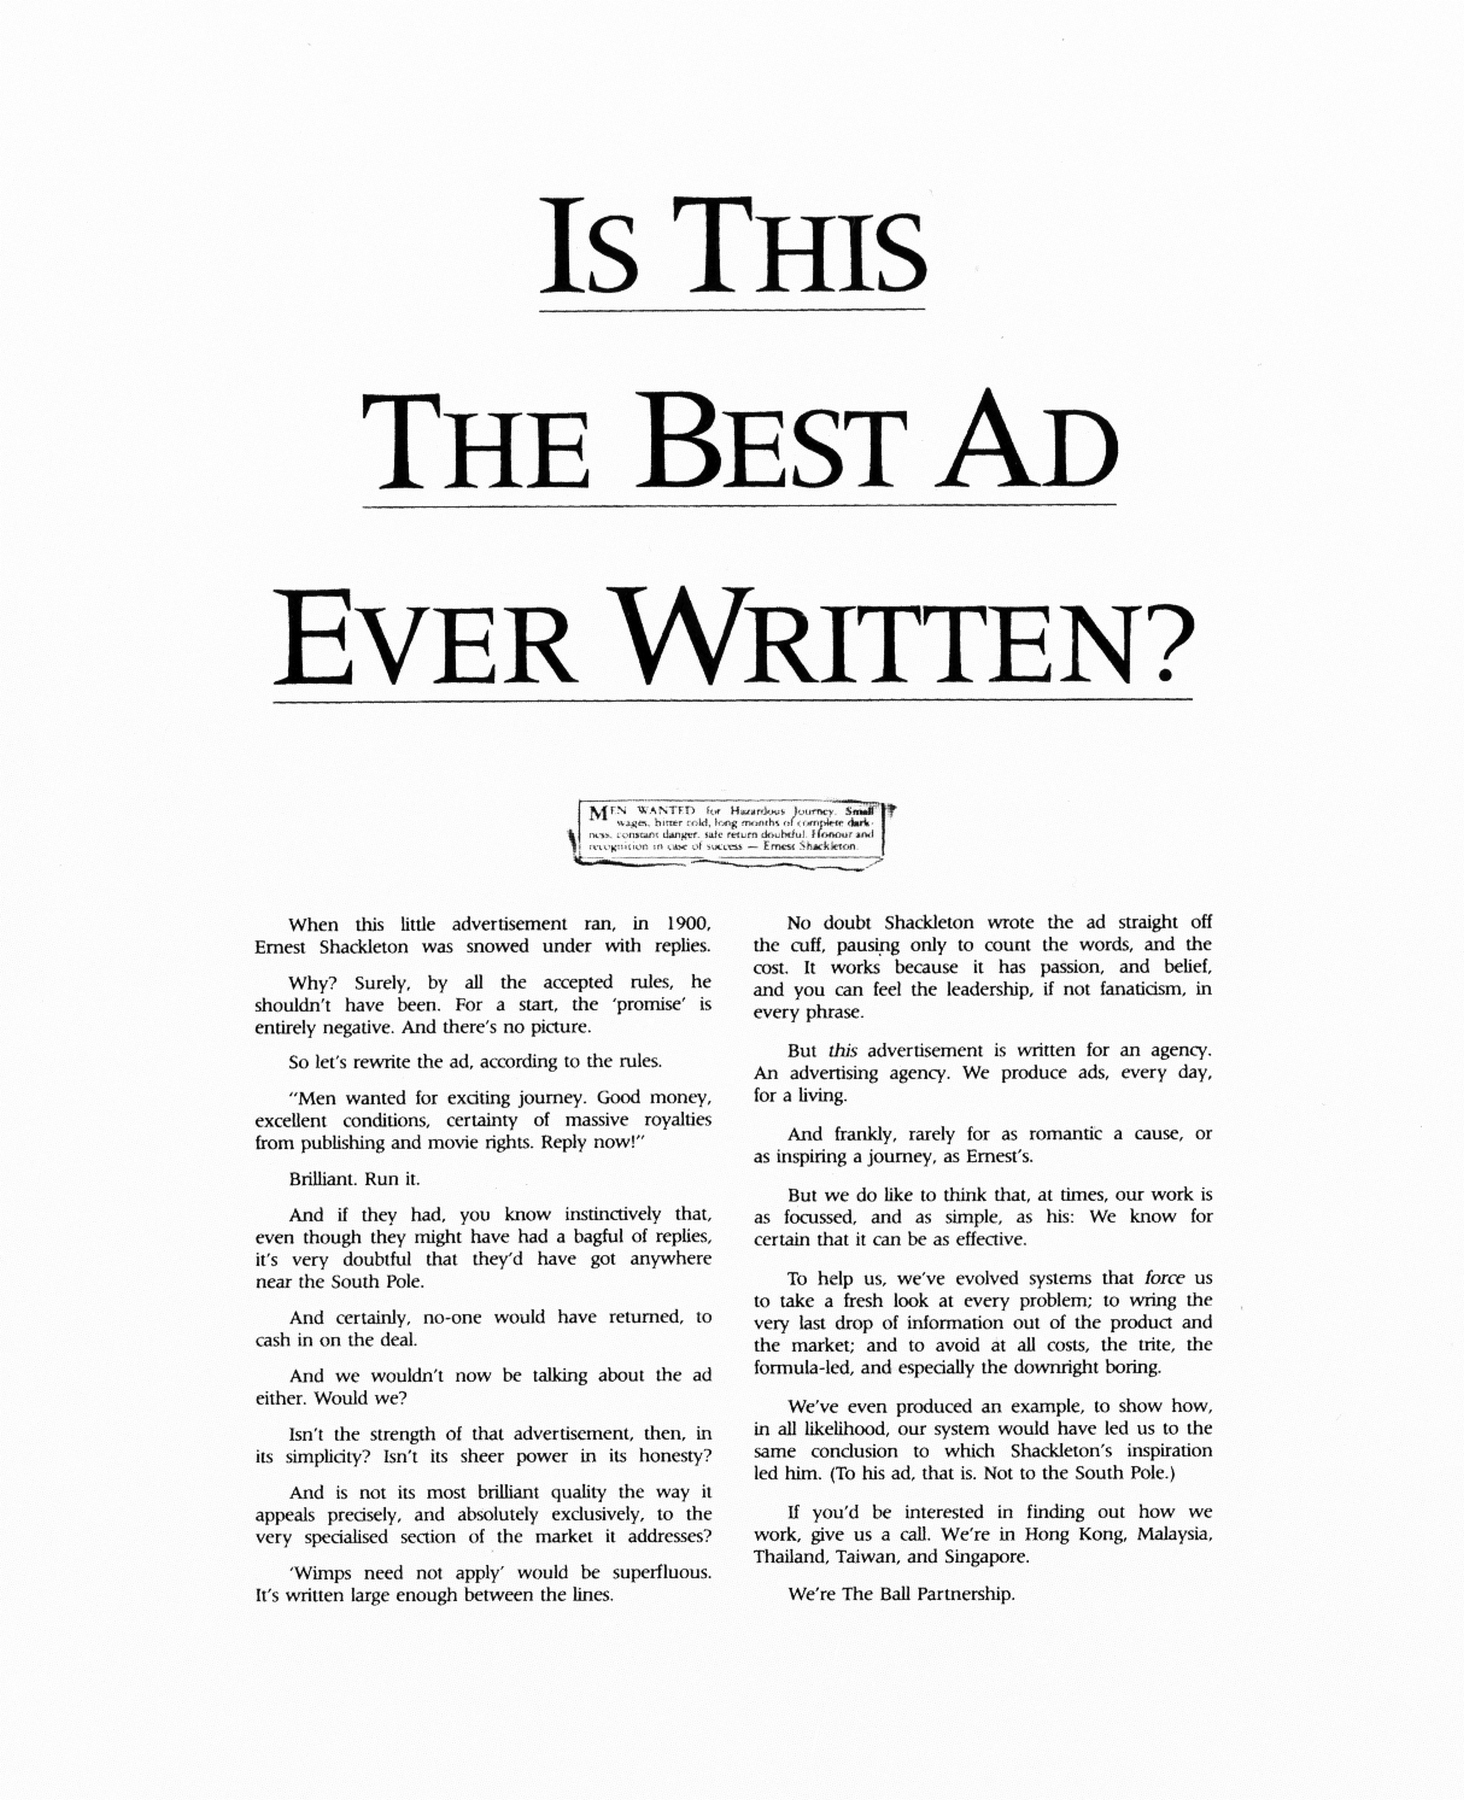 IS THIS
THE BEST AD
EVER WRITTEN?
MEN WANTED for Hazardous Journey. Small
wages, bitter cold, long months of complete dark-
ness, constant danger, safe return doubtful. Honour and
recognition in case of success — Ernest Shackleton.
When this little advertisement ran, in 1900,
Ernest Shackleton was snowed under with replies.
Why? Surely, by all the accepted rules, he
shouldn't have been. For a start, the 'promise' is
entirely negative. And there's no picture.
So let's rewrite the ad, according to the rules.
"Men wanted for exciting journey. Good money,
excellent conditions, certainty of massive royalties
from publishing and movie rights. Reply now!"
Brilliant. Run it.
And if they had, you know instinctively that,
even though they might have had a bagful of replies,
it's very doubtful that they'd have got anywhere
near the South Pole.
And certainly, no-one would have returned, to
cash in on the deal.
And we wouldn't now be talking about the ad
either. Would we?
Isn't the strength of that advertisement, then, in
its simplicity? Isn't its sheer power in its honesty?
And is not its most brilliant quality the way it
appeals precisely, and absolutely exclusively, to the
very specialised section of the market it addresses?
'Wimps need not apply' would be superfluous.
It's written large enough between the lines.
No doubt Shackleton wrote the ad straight off
the cuff, pausing only to count the words, and the
cost. It works because it has passion, and belief,
and you can feel the leadership, if not fanaticism, in
every phrase.
But this advertisement is written for an agency.
An advertising agency. We produce ads, every day,
for a living.
And frankly, rarely for as romantic a cause, or
as inspiring a journey, as Ernest's.
But we do like to think that, at times, our work is
as focussed, and as simple, as his: We know for
certain that it can be as effective.
To help us, we've evolved systems that force us
to take a fresh look at every problem; to wring the
very last drop of information out of the product and
the market; and to avoid at all costs, the trite, the
formula-led, and especially the downright boring.
We've even produced an example, to show how,
in all likelihood, our system would have led us to the
same conclusion to which Shackleton's inspiration
led him. (To his ad, that is. Not to the South Pole.)
If you'd be interested in finding out how we
work, give us a call. We're in Hong Kong, Malaysia,
Thailand, Taiwan, and Singapore.
We're The Ball Partnership.